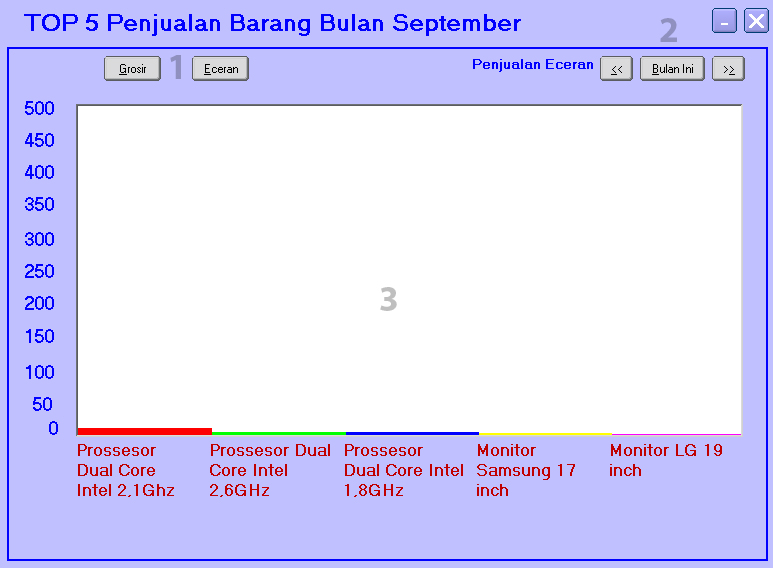 TOP 5 Penjualan Barang Bulan September
2
Grosir
1
Eceran
Penjualan Eceran
<<
Bulan Ini
>>
500
450
400
350
300
250
200
150
100
50
0
3
Prossesor
Dual Core
Intel 2,1Ghz
Prossesor Dual
Core Intel
2,6GHz
Prossesor
Dual Core Intel
1,8GHz
Monitor
Samsung 17
inch
Monitor LG 19
inch